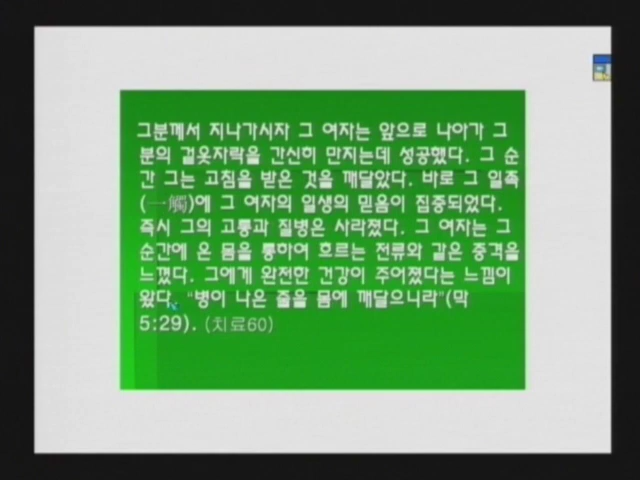 그분께서 지나가시자 그 여자는 앞으로 나아가 그
분의 겉옷자락을 간신히 만지는데 성공했다. 그 순
간 그는 고침을 받은 것을 깨달았다. 바로 그 일촉
(一觸)에 그 여자의 일생의 믿음이 집중되었다.
즉시 그의 고통과 질병은 사라졌다. 그 여자는 그
순간에 온 몸을 통하여 흐르는 전류와 같은 충격을
느꼈다. 그에게 완전한 건강이 주어졌다는 느낌이
왔다. “병이 나은 줄을 몸에 깨달으니라”(막
5:29). (치료60)